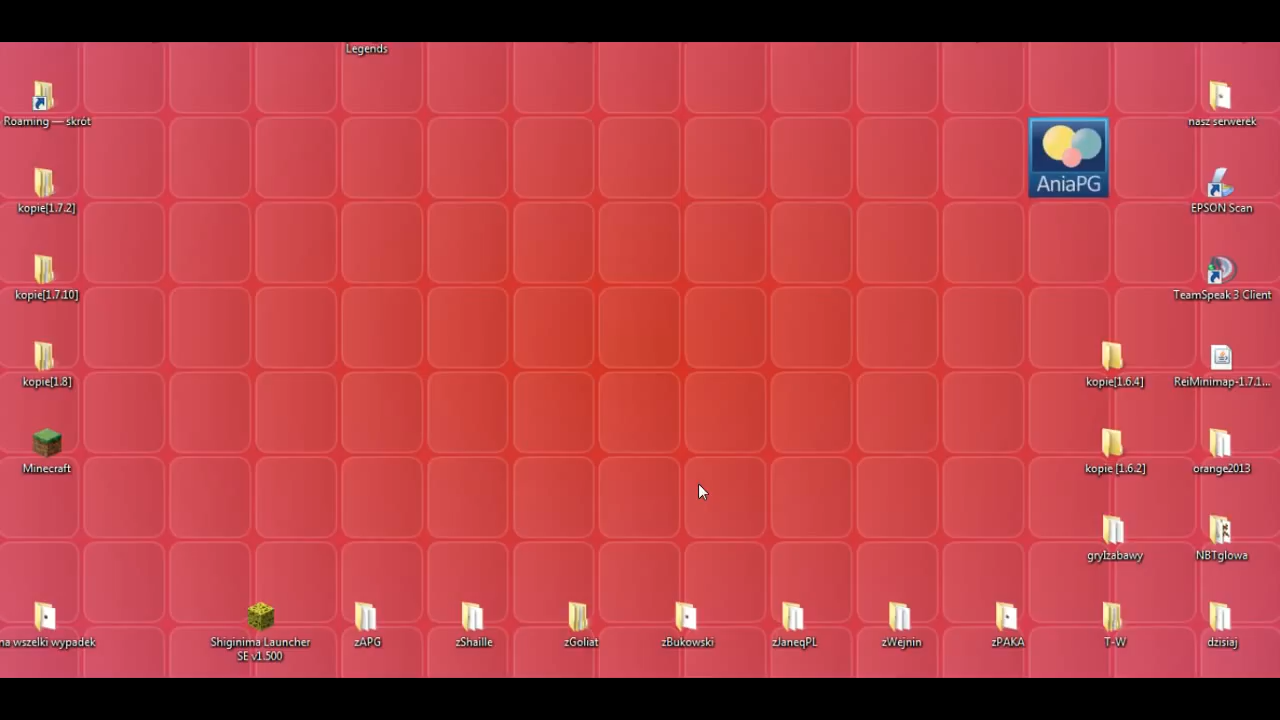 Legends
Roaming — skrót
AniaPG
nasz serwerek
kopie[1.7.2]
EPSON Scan
kopie[1.7.10]
TeamSpeak 3 Client
kopie[1.8]
kopie[1.6.4]
ReiMinimap-1.7.1...
Minecraft
kopie [1.6.2]
orange2013
gryIzabawy
NBTglowa
na wszelki wypadek
Shiginima Launcher
SE v1.500
zAPG
zShaille
zGoliat
zBukowski
zJaneqPL
zWejnin
zPAKA
T-W
dzisiaj